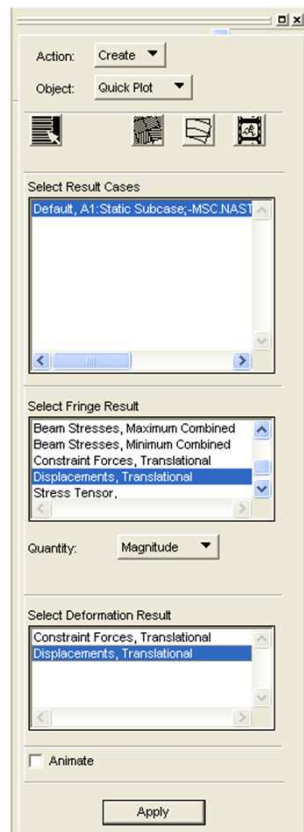 Action: Create
Object: Quick Plot
Select Result Cases
Default, A1:Static Subcase;-MSC.NAST
Select Fringe Result
Beam Stresses, Maximum Combined
Beam Stresses, Minimum Combined
Constraint Forces, Translational
Displacements, Translational
Stress Tensor,
Quantity: Magnitude
Select Deformation Result
Constraint Forces, Translational
Displacements, Translational
Animate
Apply